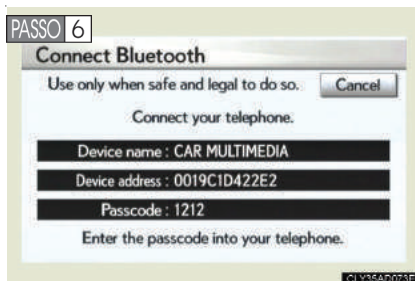 PASSO 6
Connect Bluetooth
Use only when safe and legal to do so. Cancel
Connect your telephone.
Device name : CAR MULTIMEDIA
Device address : 0019C1D422E2
Passcode : 1212
Enter the passcode into your telephone.
CLY35AD073E